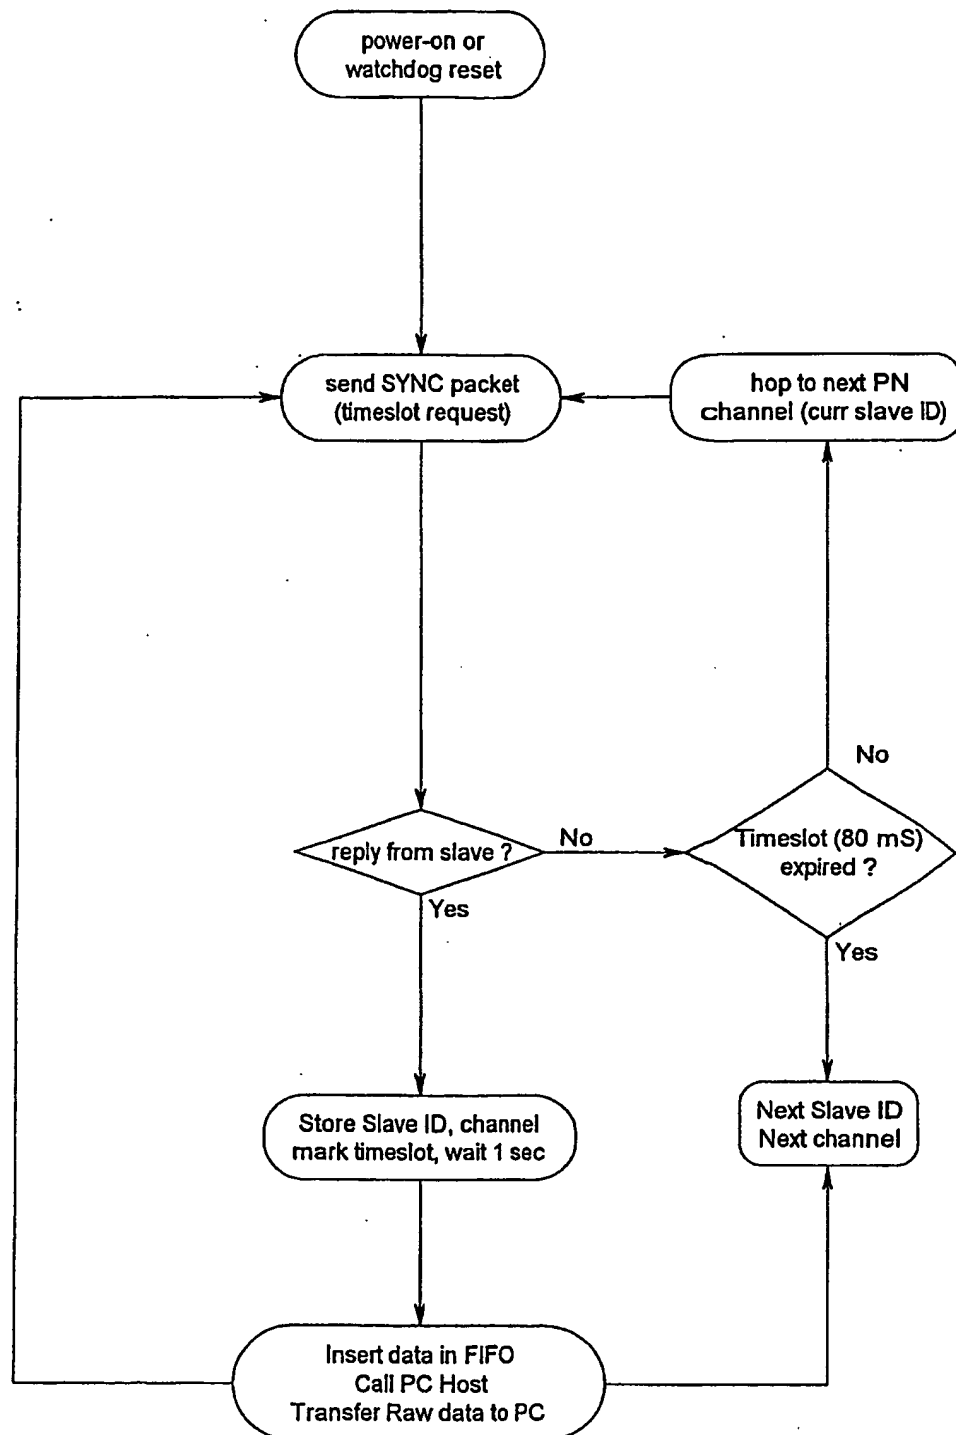 power-on or
watchdog reset
send SYNC packet
(timeslot request)
hop to next PN
channel (curr slave ID)
No
reply from slave ?
No
Timeslot (80 mS)
expired ?
Yes
Yes
Store Slave ID, channel
mark timeslot, wait 1 sec
Next Slave ID
Next channel
Insert data in FIFO
Call PC Host
Transfer Raw data to PC